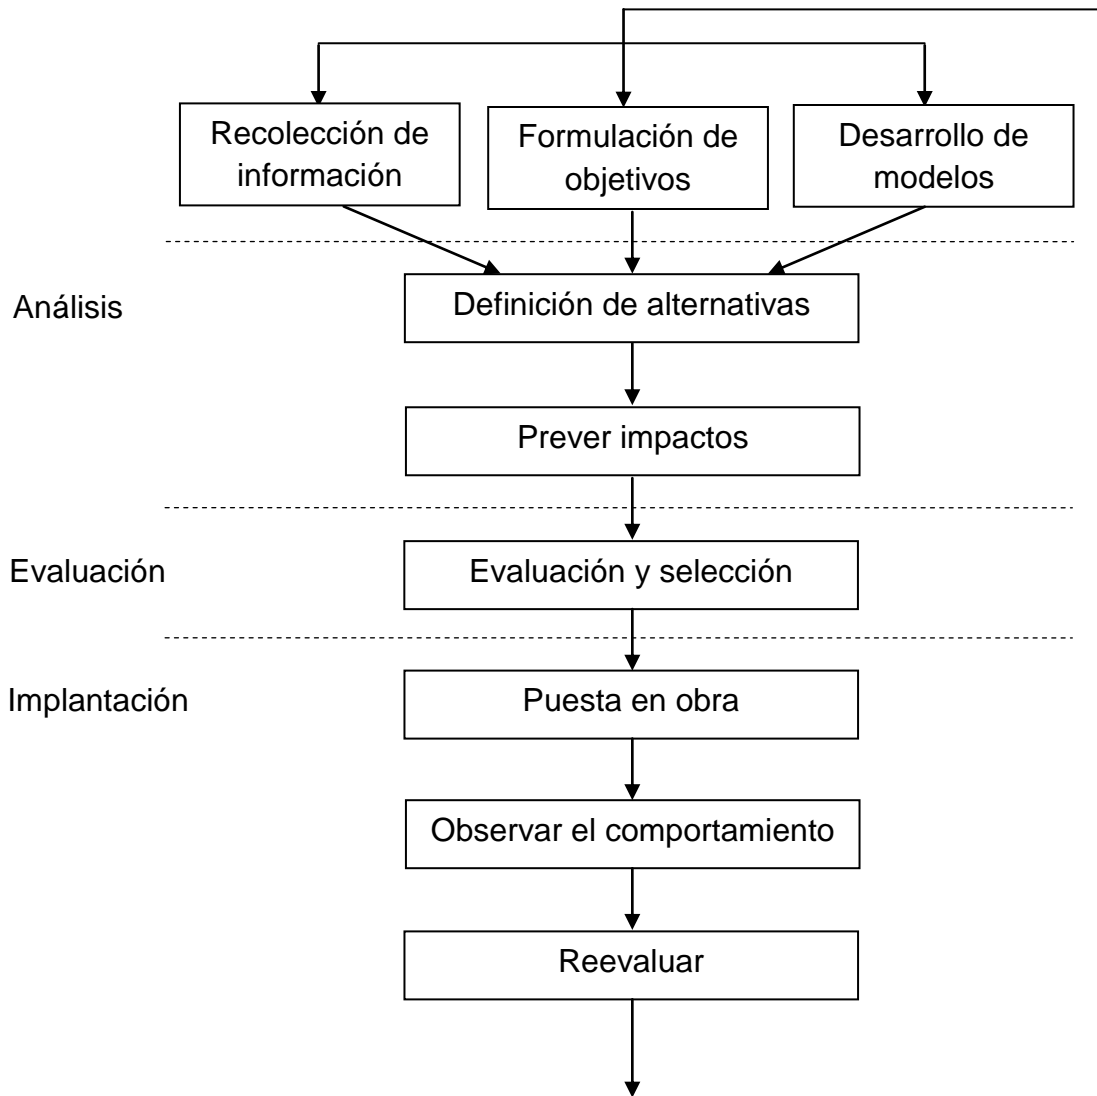 Recolección de
información
Formulación de
objetivos
Desarrollo de
modelos
Análisis
Definición de alternativas
Prever impactos
Evaluación
Evaluación y selección
Implantación
Puesta en obra
Observar el comportamiento
Reevaluar